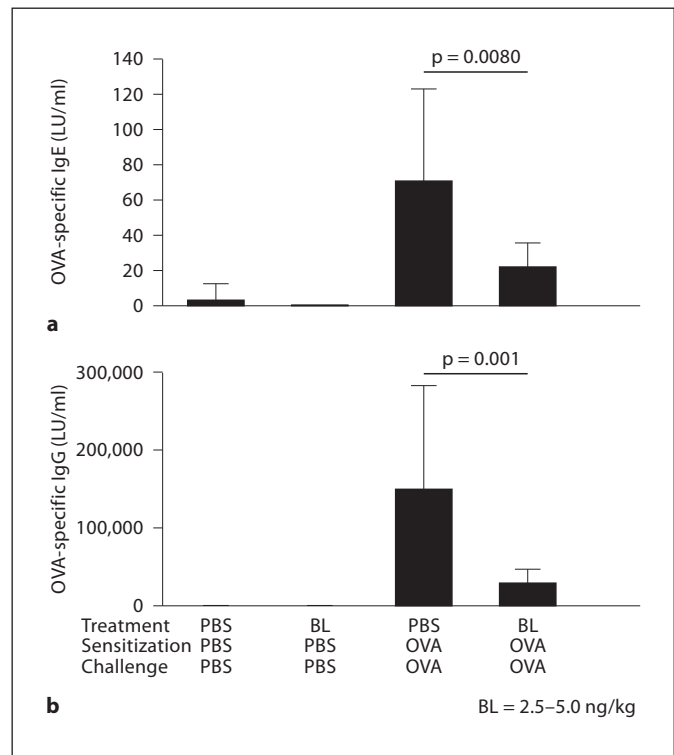 140
p = 0.0080
120
100
80
60
40
20
0
OVA-specific IgE (LU/ml)
a
300,000
p = 0.001
200,000
100,000
0
OVA-specific IgG (LU/ml)
Treatment PBS BL PBS BL
Sensitization PBS PBS OVA OVA
Challenge PBS PBS OVA OVA
b BL = 2.5–5.0 ng/kg